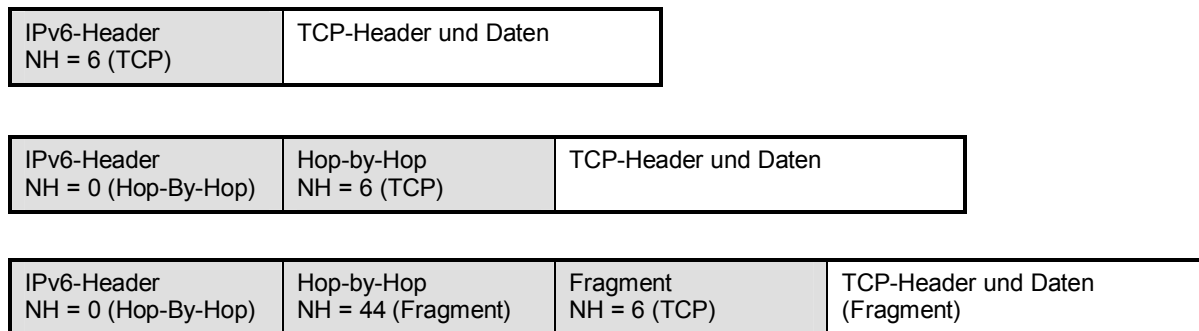 IPv6-Header
NH = 6 (TCP)
TCP-Header und Daten
IPv6-Header
NH = 0 (Hop-By-Hop)
Hop-by-Hop
NH = 6 (TCP)
TCP-Header und Daten
IPv6-Header
NH = 0 (Hop-By-Hop)
Hop-by-Hop
NH = 44 (Fragment)
Fragment
NH = 6 (TCP)
TCP-Header und Daten
(Fragment)